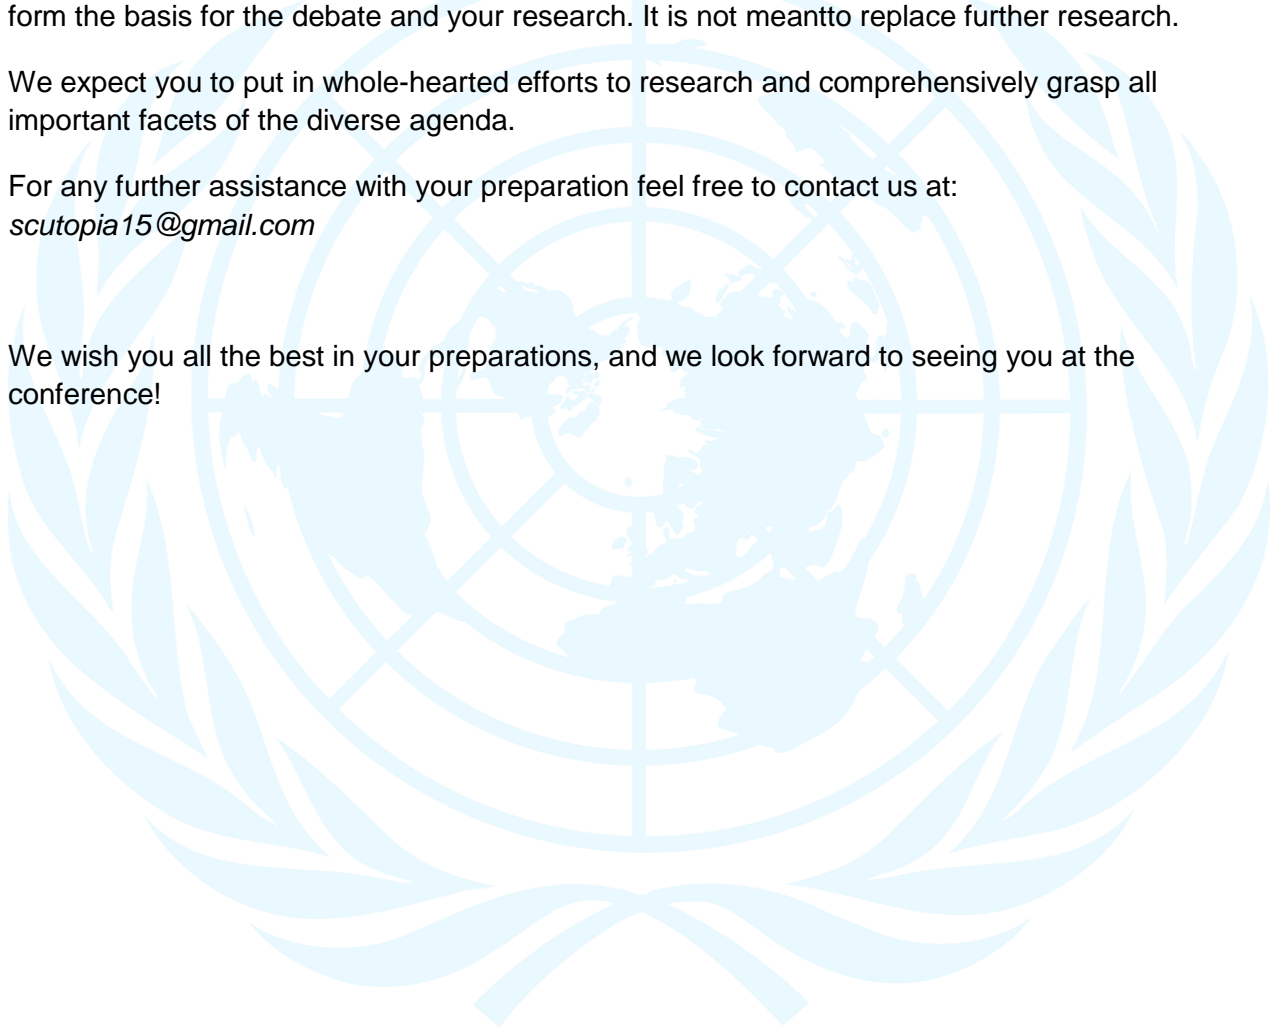 form the basis for the debate and your research. It is not meantto replace further research.
We expect you to put in whole-hearted efforts to research and comprehensively grasp all
important facets of the diverse agenda.
For any further assistance with your preparation feel free to contact us at:
scutopia15@gmail.com
We wish you all the best in your preparations, and we look forward to seeing you at the
conference!